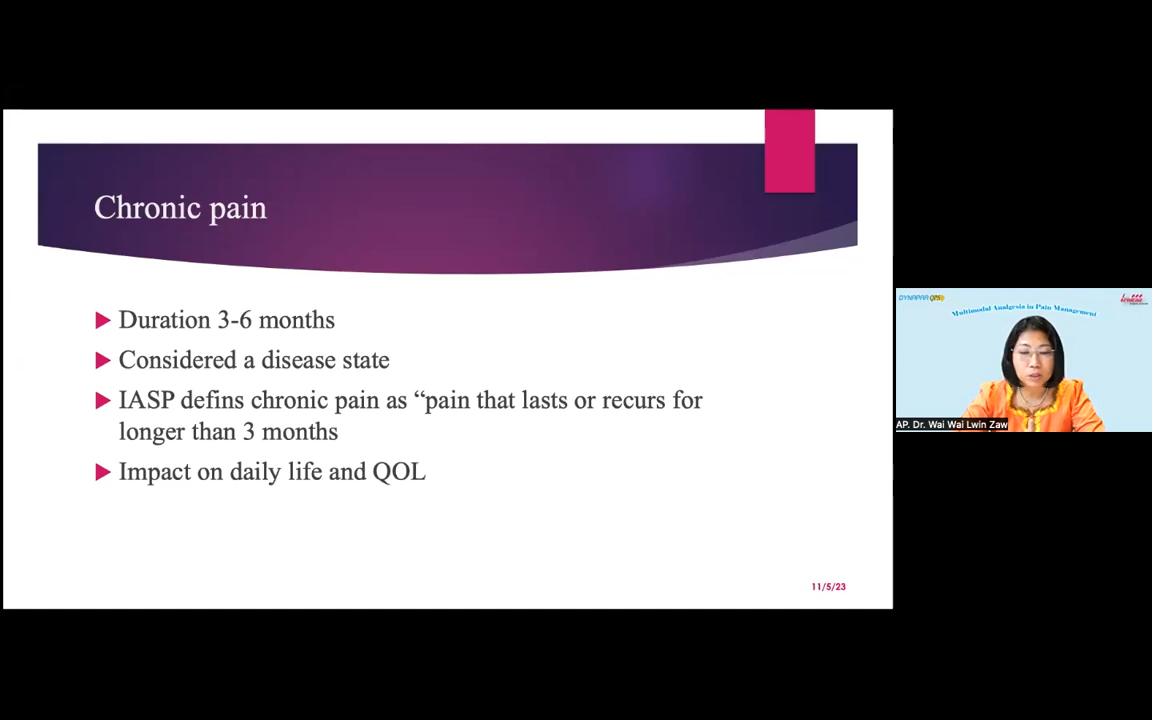 Chronic pain
Duration 3-6 months
Considered a disease state
IASP defins chronic pain as “pain that lasts or recurs for
longer than 3 months
Impact on daily life and QOL
11/5/23
DYNAPAR QPS
Multimodal Analgesia in Pain Management
AP. Dr. Wai Wai Lwin Zaw